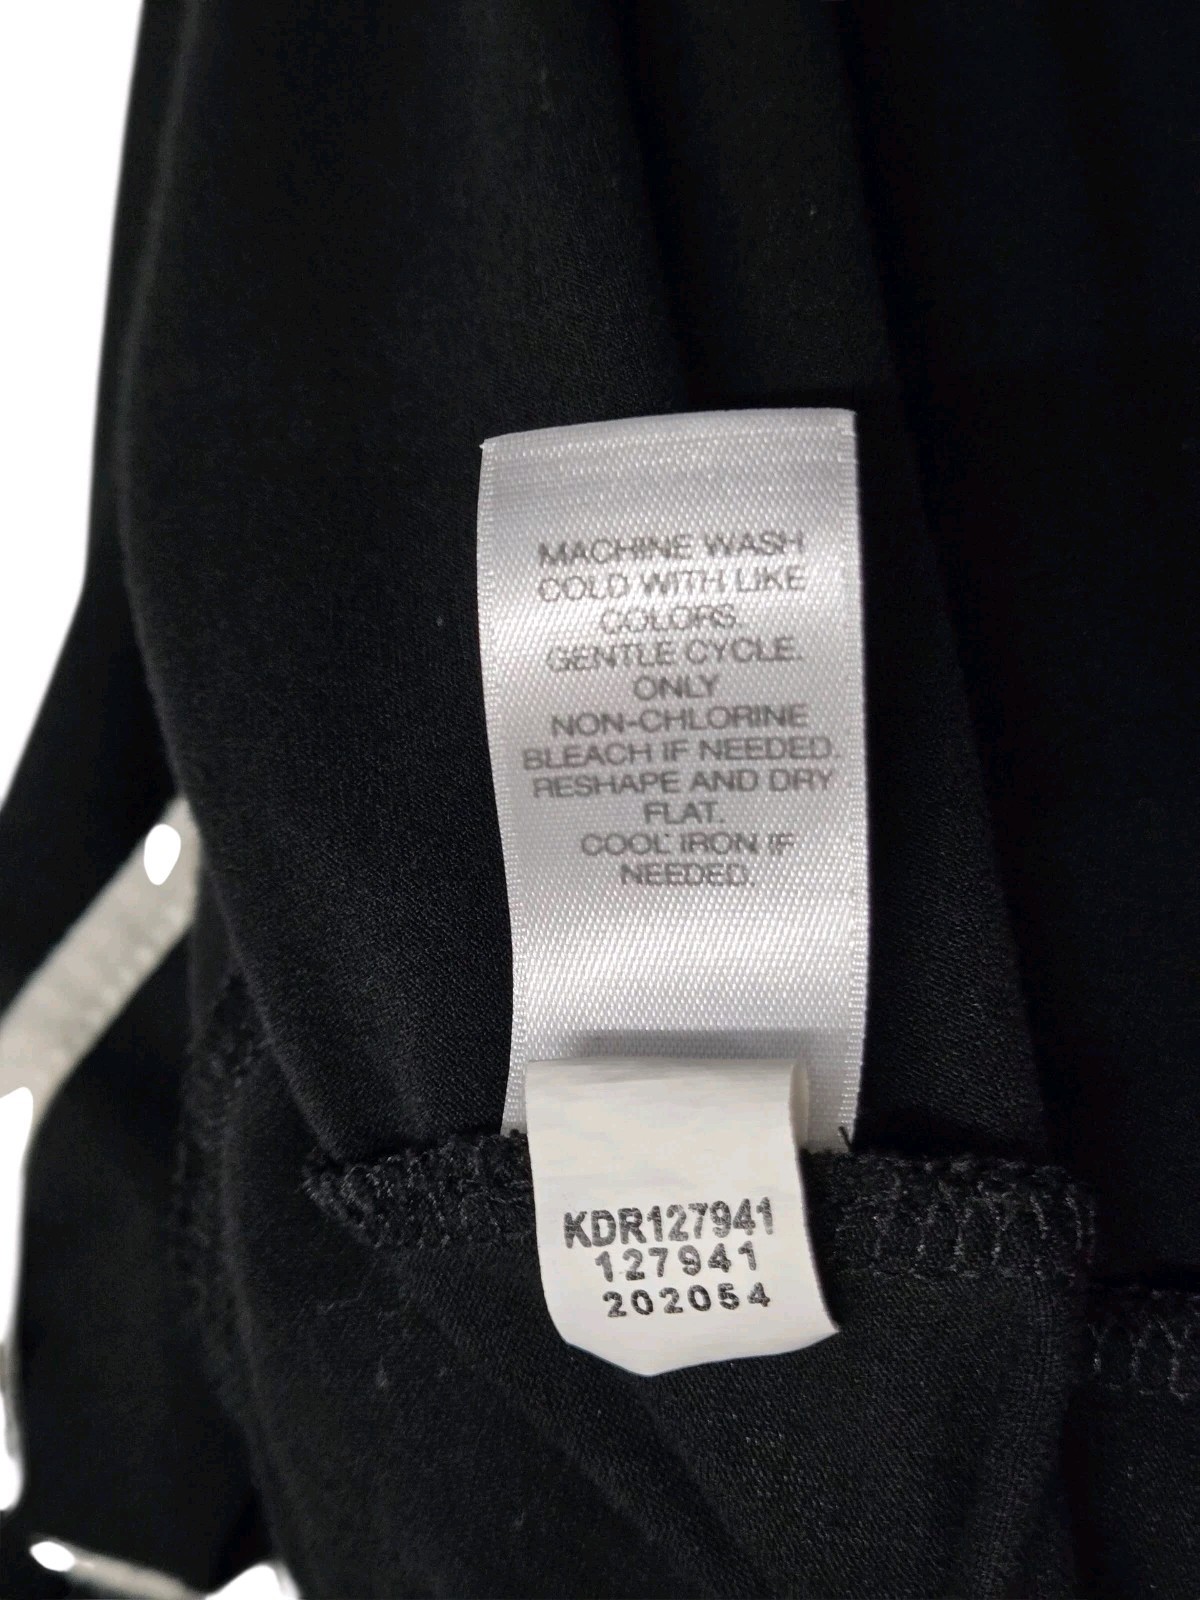 MACHINE WASH
COLD WITH LIKE
COLORS.
GENTLE CYCLE.
ONLY
NON-CHLORINE
BLEACH IF NEEDED.
RESHAPE AND DRY
FLAT.
COOL IRON IF
NEEDED.
KDR127941
127941
202054